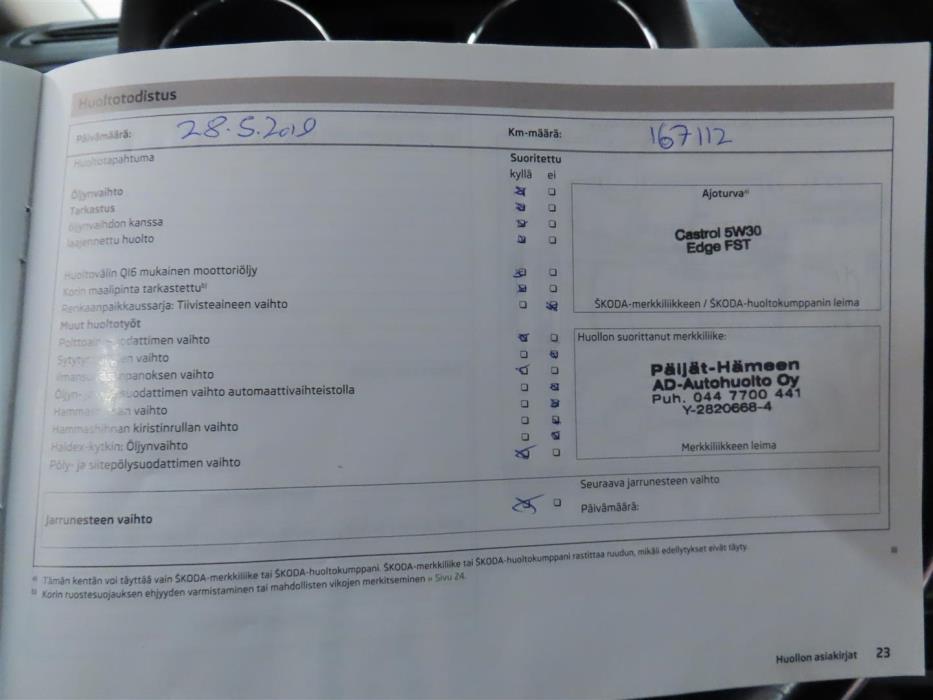 Huoltotodistus
Päivämäärä: 28.5.2019 Km-määrä: 167112
Huoltotapahtuma Suoritettu
kyllä ei
Öljynvaihto
Tarkastus
Öljynvaihdon kanssa
laajennettu huolto
Ajoturva a)
Castrol 5W30
Edge FST
ŠKODA-merkkiliikkeen / ŠKODA-huoltokumppanin leima
Huoltovälin QI6 mukainen moottoriöljy
Korin maalipinta tarkastettu b)
Renkaanpaikkaussarja: Tiivisteaineen vaihto
Muut huoltotyöt
vaihto
vaihto
vaihto
vaihto automaattivaihteistolla
vaihto
Hammashihnan kiristinrullan vaihto
Haldex-kytkin: Öljynvaihto
Pöly- ja siitepölysuodattimen vaihto
Huollon suorittanut merkkiliike:
Päijät-Hämeen
AD-Autohuolto Oy
Puh. 044 7700 441
Y-2820668-4
Merkkiliikkeen leima
Jarrunesteen vaihto
Seuraava jarrunesteen vaihto
Päivämäärä:
a) Tämän kentän voi täyttää vain ŠKODA-merkkiliike tai ŠKODA-huoltokumppani. ŠKODA-merkkiliike tai ŠKODA-huoltokumppani rastittaa ruudun, mikäli edellytykset eivät täyty.
b) Korin ruostesuojauksen ehjyyden varmistaminen tai mahdollisten vikojen merkitseminen » Sivu 24.
Huollon asiakirjat 23